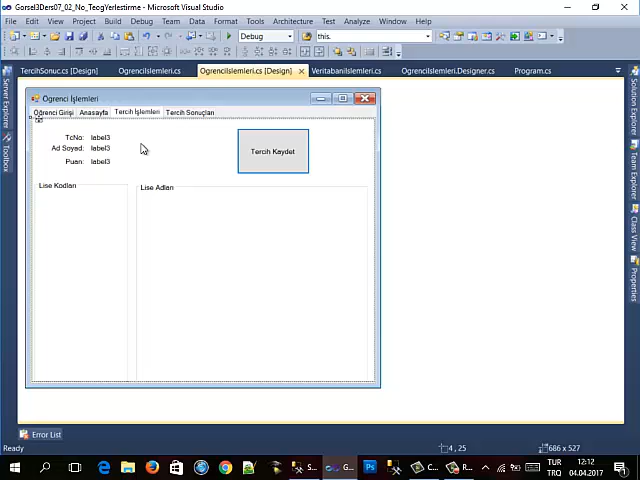 Gorsel3Ders07_02_No_TeogYerlestirme - Microsoft Visual Studio
File Edit View Project Build Debug Team Data Format Tools Architecture Test Analyze Window Help
Debug this.
TercihSonuc.cs [Design] OgrenciIslemleri.cs OgrenciIslemleri.cs [Design] VeritabaniIslemleri.cs OgrenciIslemleri.Designer.cs Program.cs
Öğrenci İşlemleri
Öğrenci Girişi Anasayfa Tercih İşlemleri Tercih Sonuçları
TcNo: label3
Ad Soyad: label3
Puan: label3
Tercih Kaydet
Lise Kodları Lise Adları
Server Explorer
Toolbox
Solution Explorer
Team Explorer
Class View
Properties
Error List
Ready 4 , 25 686 x 527
S... G... C... R... TUR 12:12
TRQ 04.04.2017